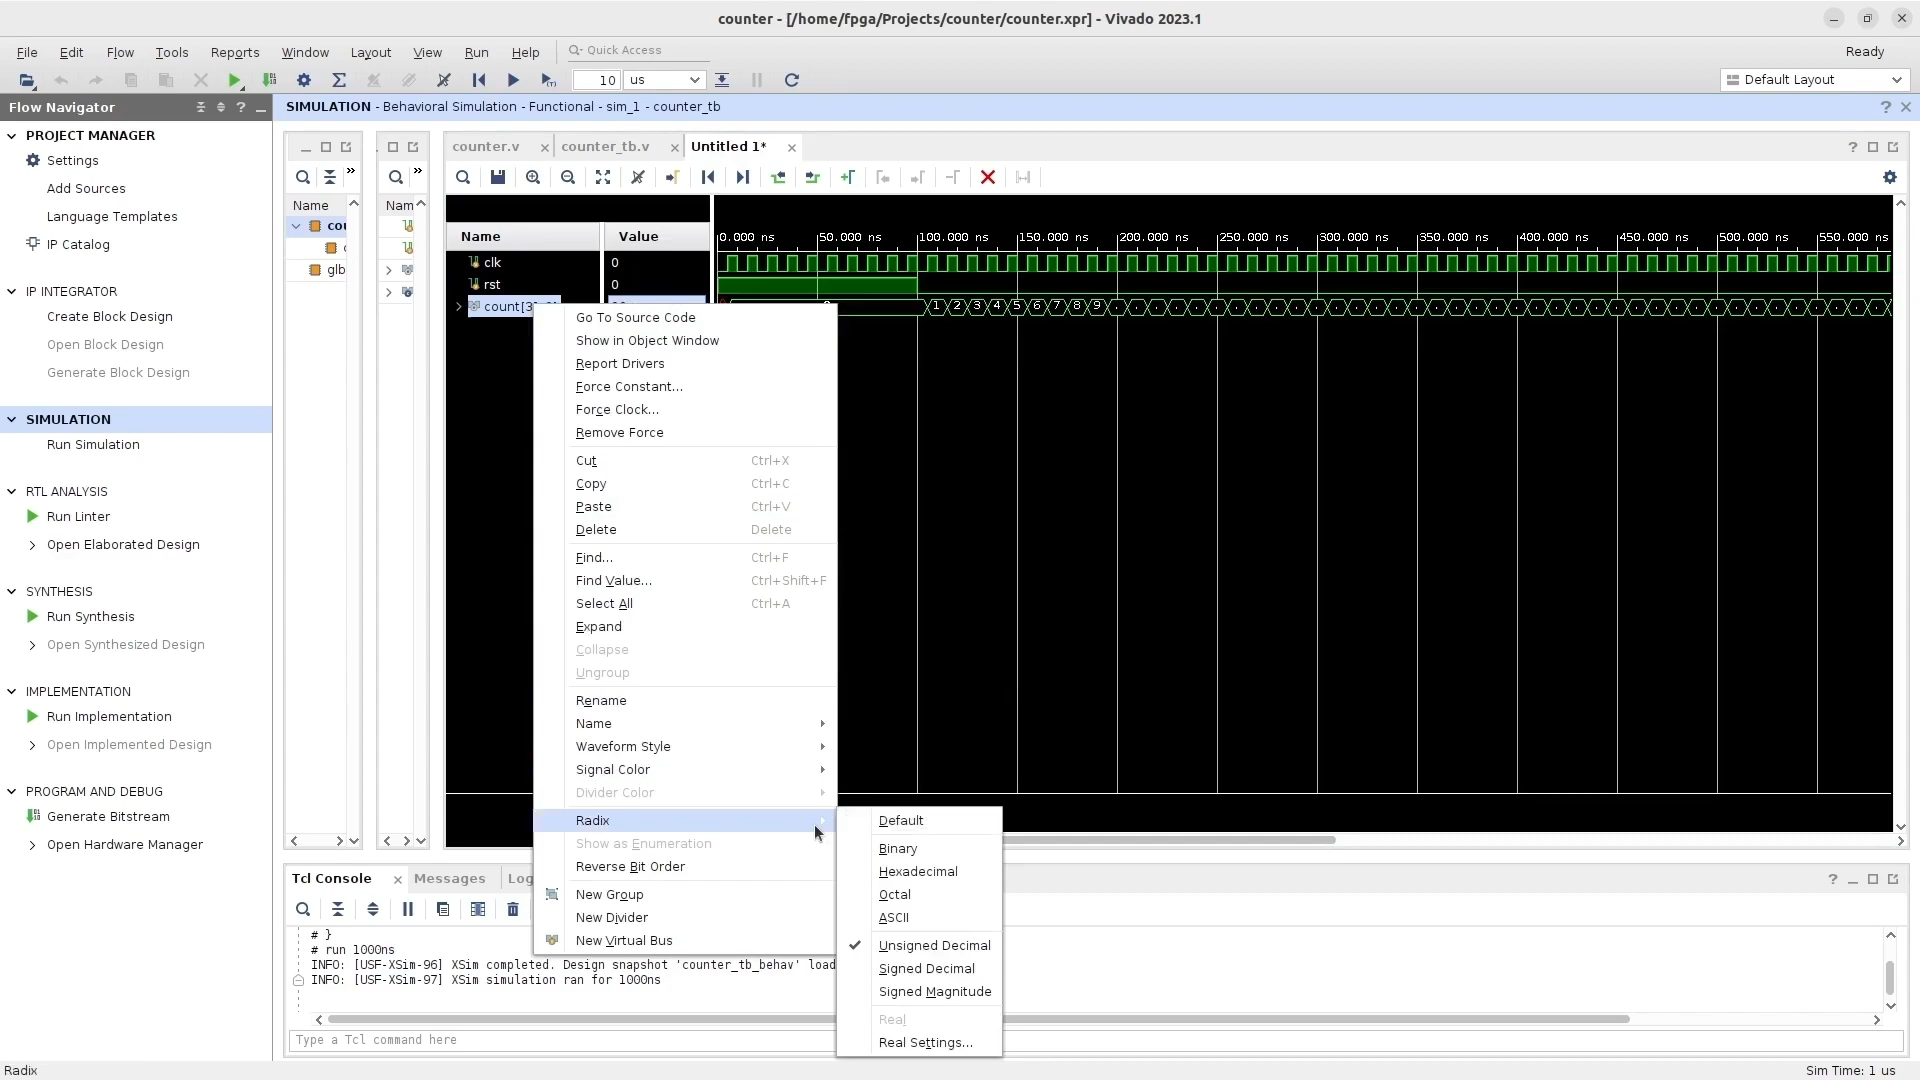 counter - [/home/fpga/Projects/counter/counter.xpr] - Vivado 2023.1
File Edit Flow Tools Reports Window Layout View Run Help Quick Access Ready
10 us Default Layout
Flow Navigator
SIMULATION - Behavioral Simulation - Functional - sim_1 - counter_tb
PROJECT MANAGER
Settings
Add Sources
Language Templates
IP Catalog
IP INTEGRATOR
Create Block Design
Open Block Design
Generate Block Design
SIMULATION
Run Simulation
RTL ANALYSIS
Run Linter
Open Elaborated Design
SYNTHESIS
Run Synthesis
Open Synthesized Design
IMPLEMENTATION
Run Implementation
Open Implemented Design
PROGRAM AND DEBUG
Generate Bitstream
Open Hardware Manager
Name
cou
glb
Nam
counter.v counter_tb.v Untitled 1*
Name Value
0.000 ns 50.000 ns 100.000 ns 150.000 ns 200.000 ns 250.000 ns 300.000 ns 350.000 ns 400.000 ns 450.000 ns 500.000 ns 550.000 ns
clk 0
rst 0
count[3
1 2 3 4 5 6 7 8 9
Go To Source Code
Show in Object Window
Report Drivers
Force Constant...
Force Clock...
Remove Force
Cut Ctrl+X
Copy Ctrl+C
Paste Ctrl+V
Delete Delete
Find... Ctrl+F
Find Value... Ctrl+Shift+F
Select All Ctrl+A
Expand
Collapse
Ungroup
Rename
Name
Waveform Style
Signal Color
Divider Color
Radix
Show as Enumeration
Reverse Bit Order
New Group
New Divider
New Virtual Bus
Default
Binary
Hexadecimal
Octal
ASCII
Unsigned Decimal
Signed Decimal
Signed Magnitude
Real
Real Settings...
Tcl Console Messages Log
# }
# run 1000ns
INFO: [USF-XSim-96] XSim completed. Design snapshot 'counter_tb_behav' load
INFO: [USF-XSim-97] XSim simulation ran for 1000ns
Type a Tcl command here
Radix Sim Time: 1 us